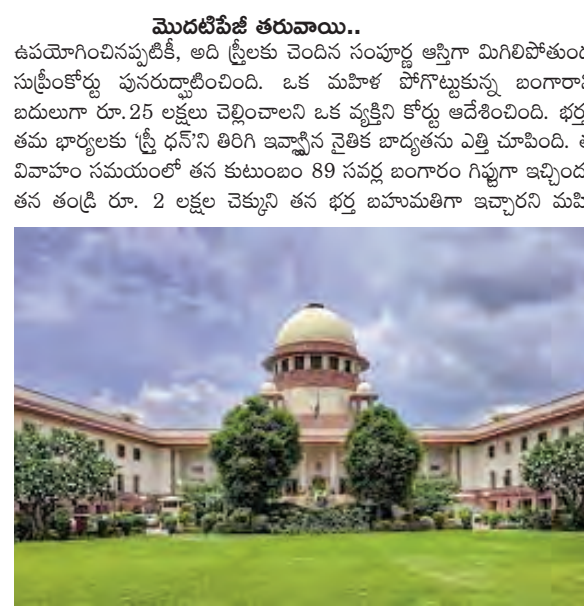 మొదటిపేజీ తరువాయి..
ఉపయోగించినప్పటికీ, అది స్త్రీలకు చెందిన సంపూర్ణ ఆస్తిగా మిగిలిపోతుంద
సుప్రీంకోర్టు పునరుద్ఘాటించింది. ఒక మహిళ పోగొట్టుకున్న బంగారాని
బదులుగా రూ.25 లక్షలు చెల్లించాలని ఒక వ్యక్తిని కోర్టు ఆదేశించింది. భర్త
తమ భార్యలకు ‘స్త్రీ ధన్’ని తిరిగి ఇవ్వాల్సిన నైతిక బాద్యతను ఎత్తి చూపింది. త
వివాహం సమయంలో తన కుటుంబం 89 సవర్ల బంగారం గిఫ్టుగా ఇచ్చింద
తన తండ్రి రూ. 2 లక్షల చెక్కుని తన భర్త బహుమతిగా ఇచ్చారని మహి